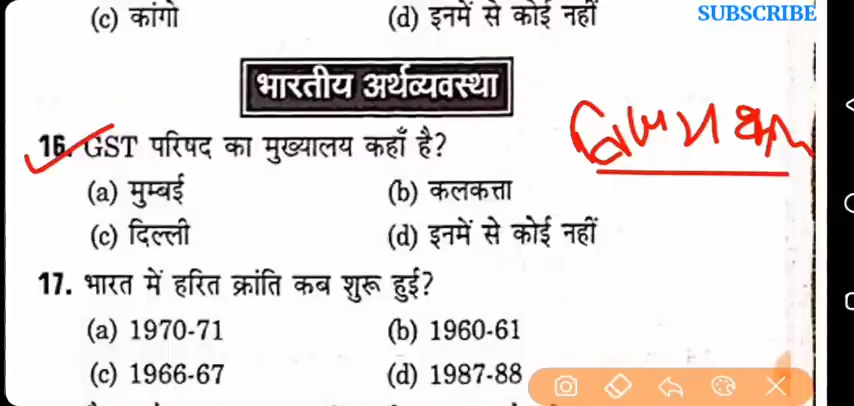 (c) कांगो (d) इनमें से कोई नहीं
SUBSCRIBE
भारतीय अर्थव्यवस्था
16. GST परिषद का मुख्यालय कहाँ है?
(a) मुम्बई (b) कलकत्ता
(c) दिल्ली (d) इनमें से कोई नहीं
17. भारत में हरित क्रांति कब शुरू हुई?
(a) 1970-71 (b) 1960-61
(c) 1966-67 (d) 1987-88